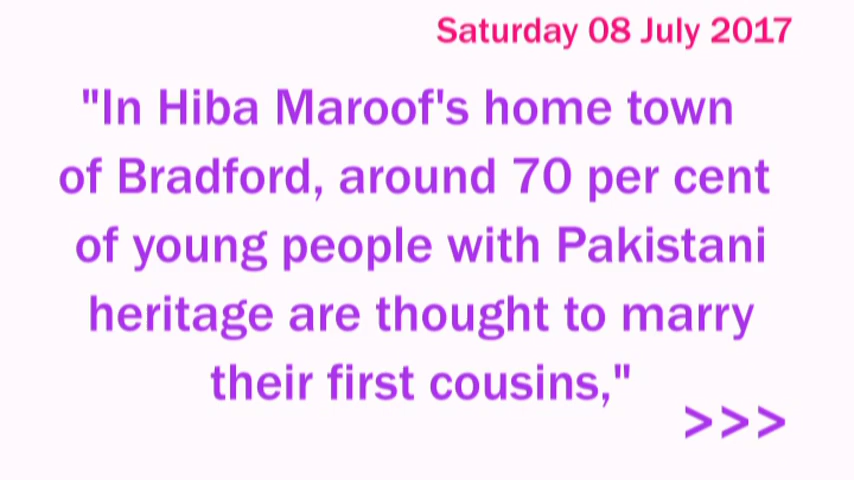 Saturday 08 July 2017
"In Hiba Maroof's home town
of Bradford, around 70 per cent
of young people with Pakistani
heritage are thought to marry
their first cousins,"
>>>